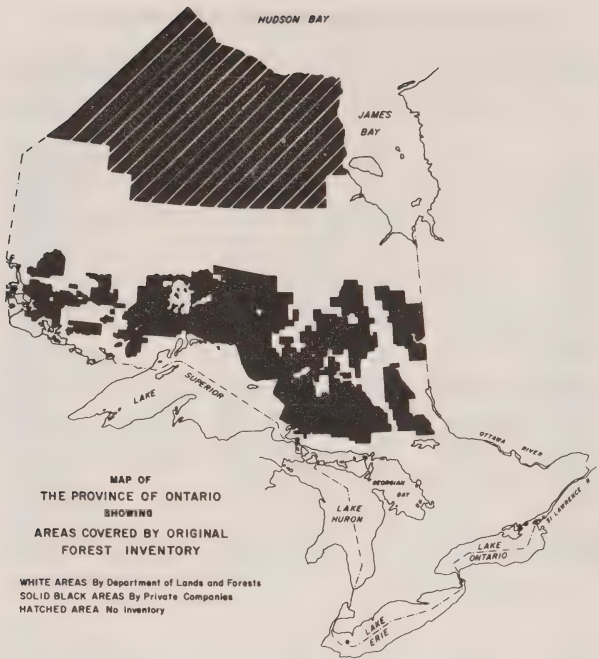 HUDSON BAY
JAMES
BAY
LAKE
SUPERIOR
OTTAWA RIVER
GEORGIAN
BAY
ST LAWRENCE R
LAKE
HURON
LAKE
ONTARIO
LAKE
ERIE
MAP OF
THE PROVINCE OF ONTARIO
SHOWING
AREAS COVERED BY ORIGINAL
FOREST INVENTORY
WHITE AREAS By Department of Lands and Forests
SOLID BLACK AREAS By Private Companies
HATCHED AREA No Inventory